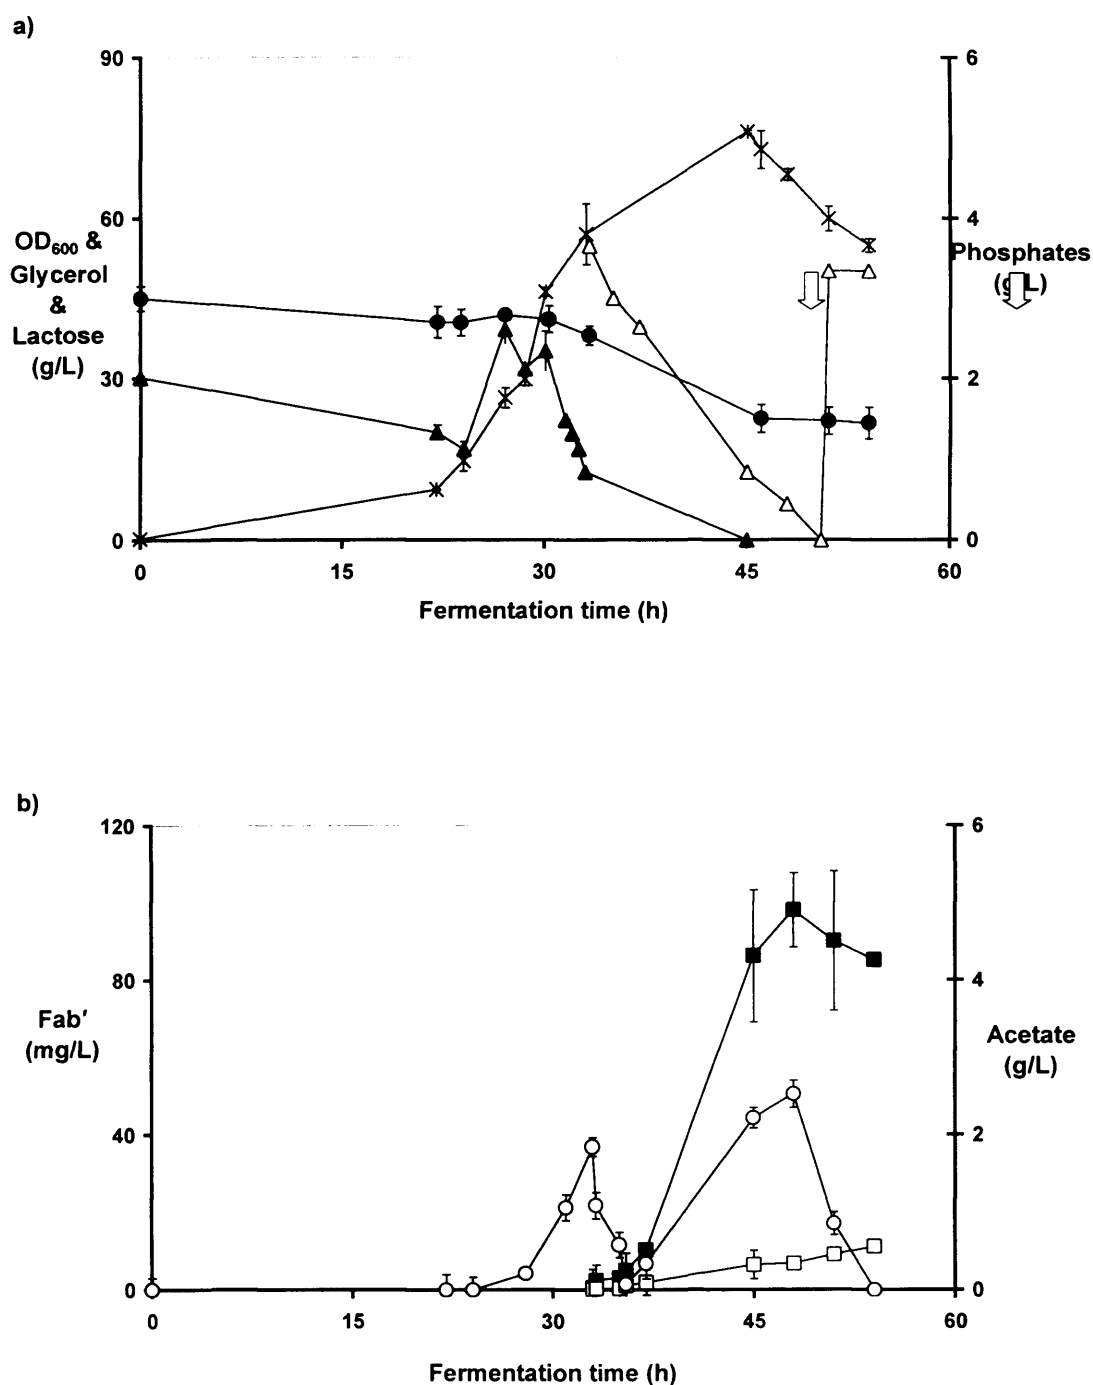 a)
90
60
30
0
OD600 &
Glycerol
&
Lactose
(g/L)
6
4
2
0
Phosphates
(g/L)
0 15 30 45 60
Fermentation time (h)
b)
120
80
40
0
Fab′
(mg/L)
6
4
2
0
Acetate
(g/L)
0 15 30 45 60
Fermentation time (h)